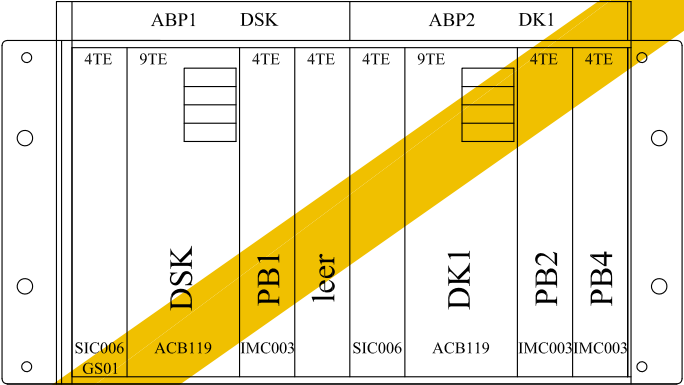 ABP1 DSK ABP2 DK1
4TE 9TE 4TE 4TE 4TE 9TE 4TE 4TE
DSK PB1 leer DK1 PB2 PB4
SIC006 ACB119 IMC003 SIC006 ACB119 IMC003 IMC003
GS01